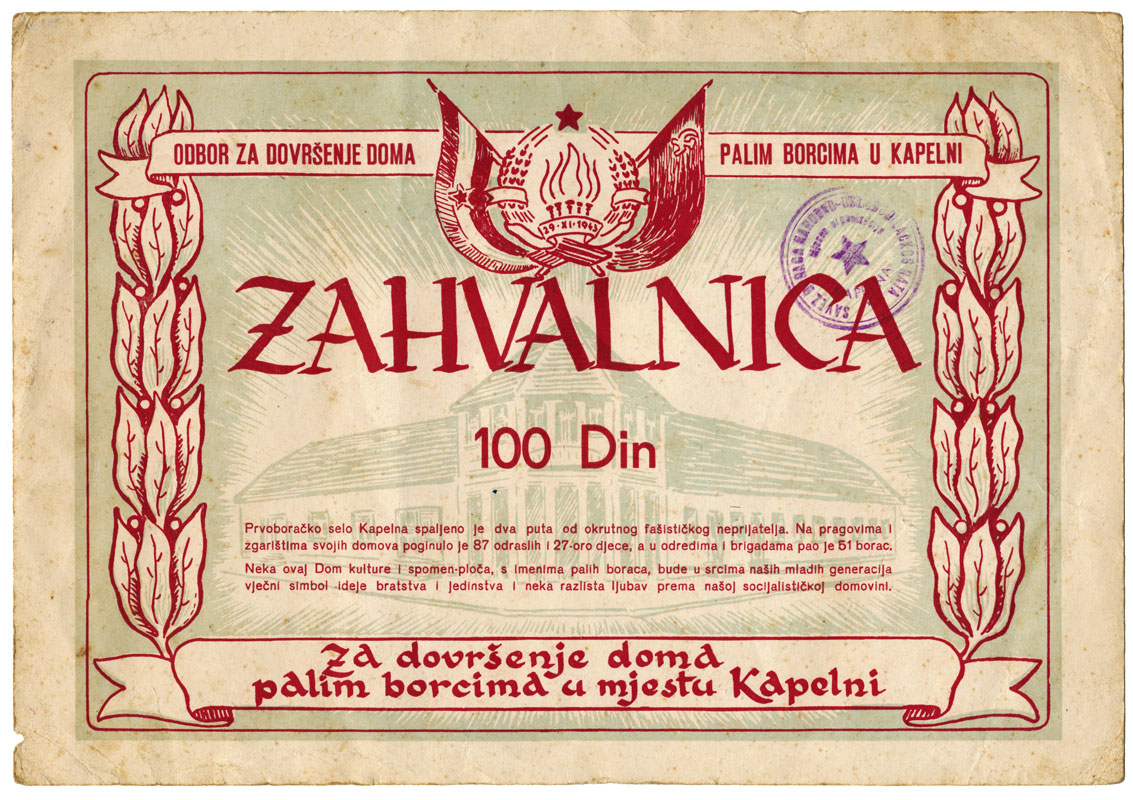 ODBOR ZA DOVRŠENJE DOMA PALIM BORCIMA U KAPELNI
29·XI·1943
ZAHVALNICA
100 Din
Prvoboračko selo Kapelna spaljeno je dva puta od okrutnog fašističkog neprijatelja. Na pragovima i
zgarištima svojih domova poginulo je 87 odraslih i 27-oro djece, a u odredima i brigadama pao je 51 borac.
Neka ovaj Dom kulture i spomen-ploča, s imenima palih boraca, bude u srcima naših mladih generacija
vječni simbol ideje bratstva i jedinstva i neka razlista ljubav prema našoj socijalističkoj domovini.
Za dovršenje doma
palim borcima u mjestu Kapelni
SAVEZ
RATA